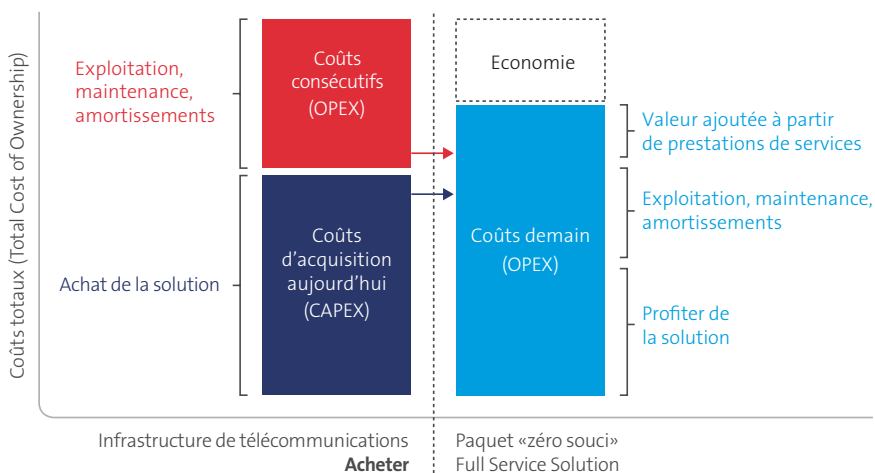 Coûts totaux (Total Cost of Ownership)
Exploitation,
maintenance,
amortissements
Achat de la solution
Coûts
consécutifs
(OPEX)
Coûts
d’acquisition
aujourd’hui
(CAPEX)
Economie
Coûts demain
(OPEX)
Valeur ajoutée à partir
de prestations de services
Exploitation, maintenance,
amortissements
Profiter de
la solution
Infrastructure de télécommunications
Acheter
Paquet «zéro souci»
Full Service Solution